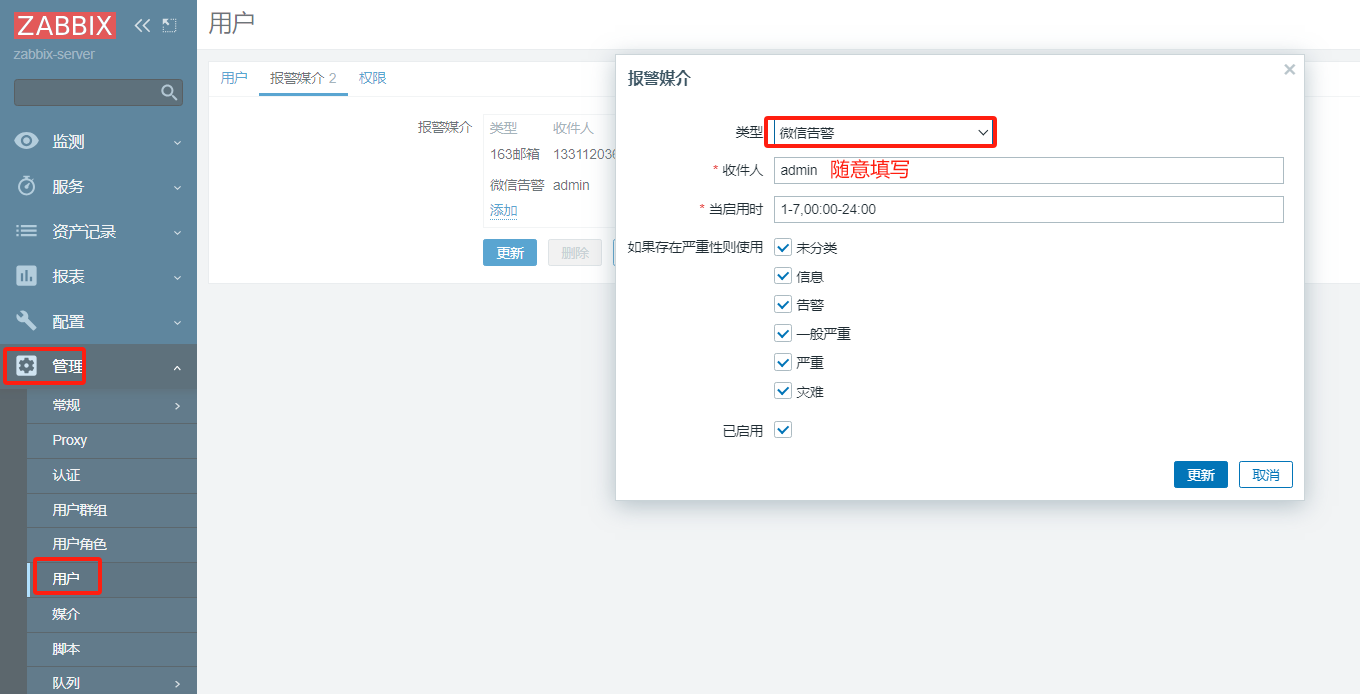 ZABBIX
zabbix-server
监测
服务
资产记录
报表
配置
管理
常规
Proxy
认证
用户群组
用户角色
用户
媒介
脚本
队列
用户
用户 报警媒介 2 权限
报警媒介
类型 收件人
163邮箱 133112036
微信告警 admin
添加
更新 删除
报警媒介
类型 微信告警
* 收件人 admin 随意填写
* 当启用时 1-7,00:00-24:00
如果存在严重性则使用 未分类
信息
告警
一般严重
严重
灾难
已启用
更新 取消